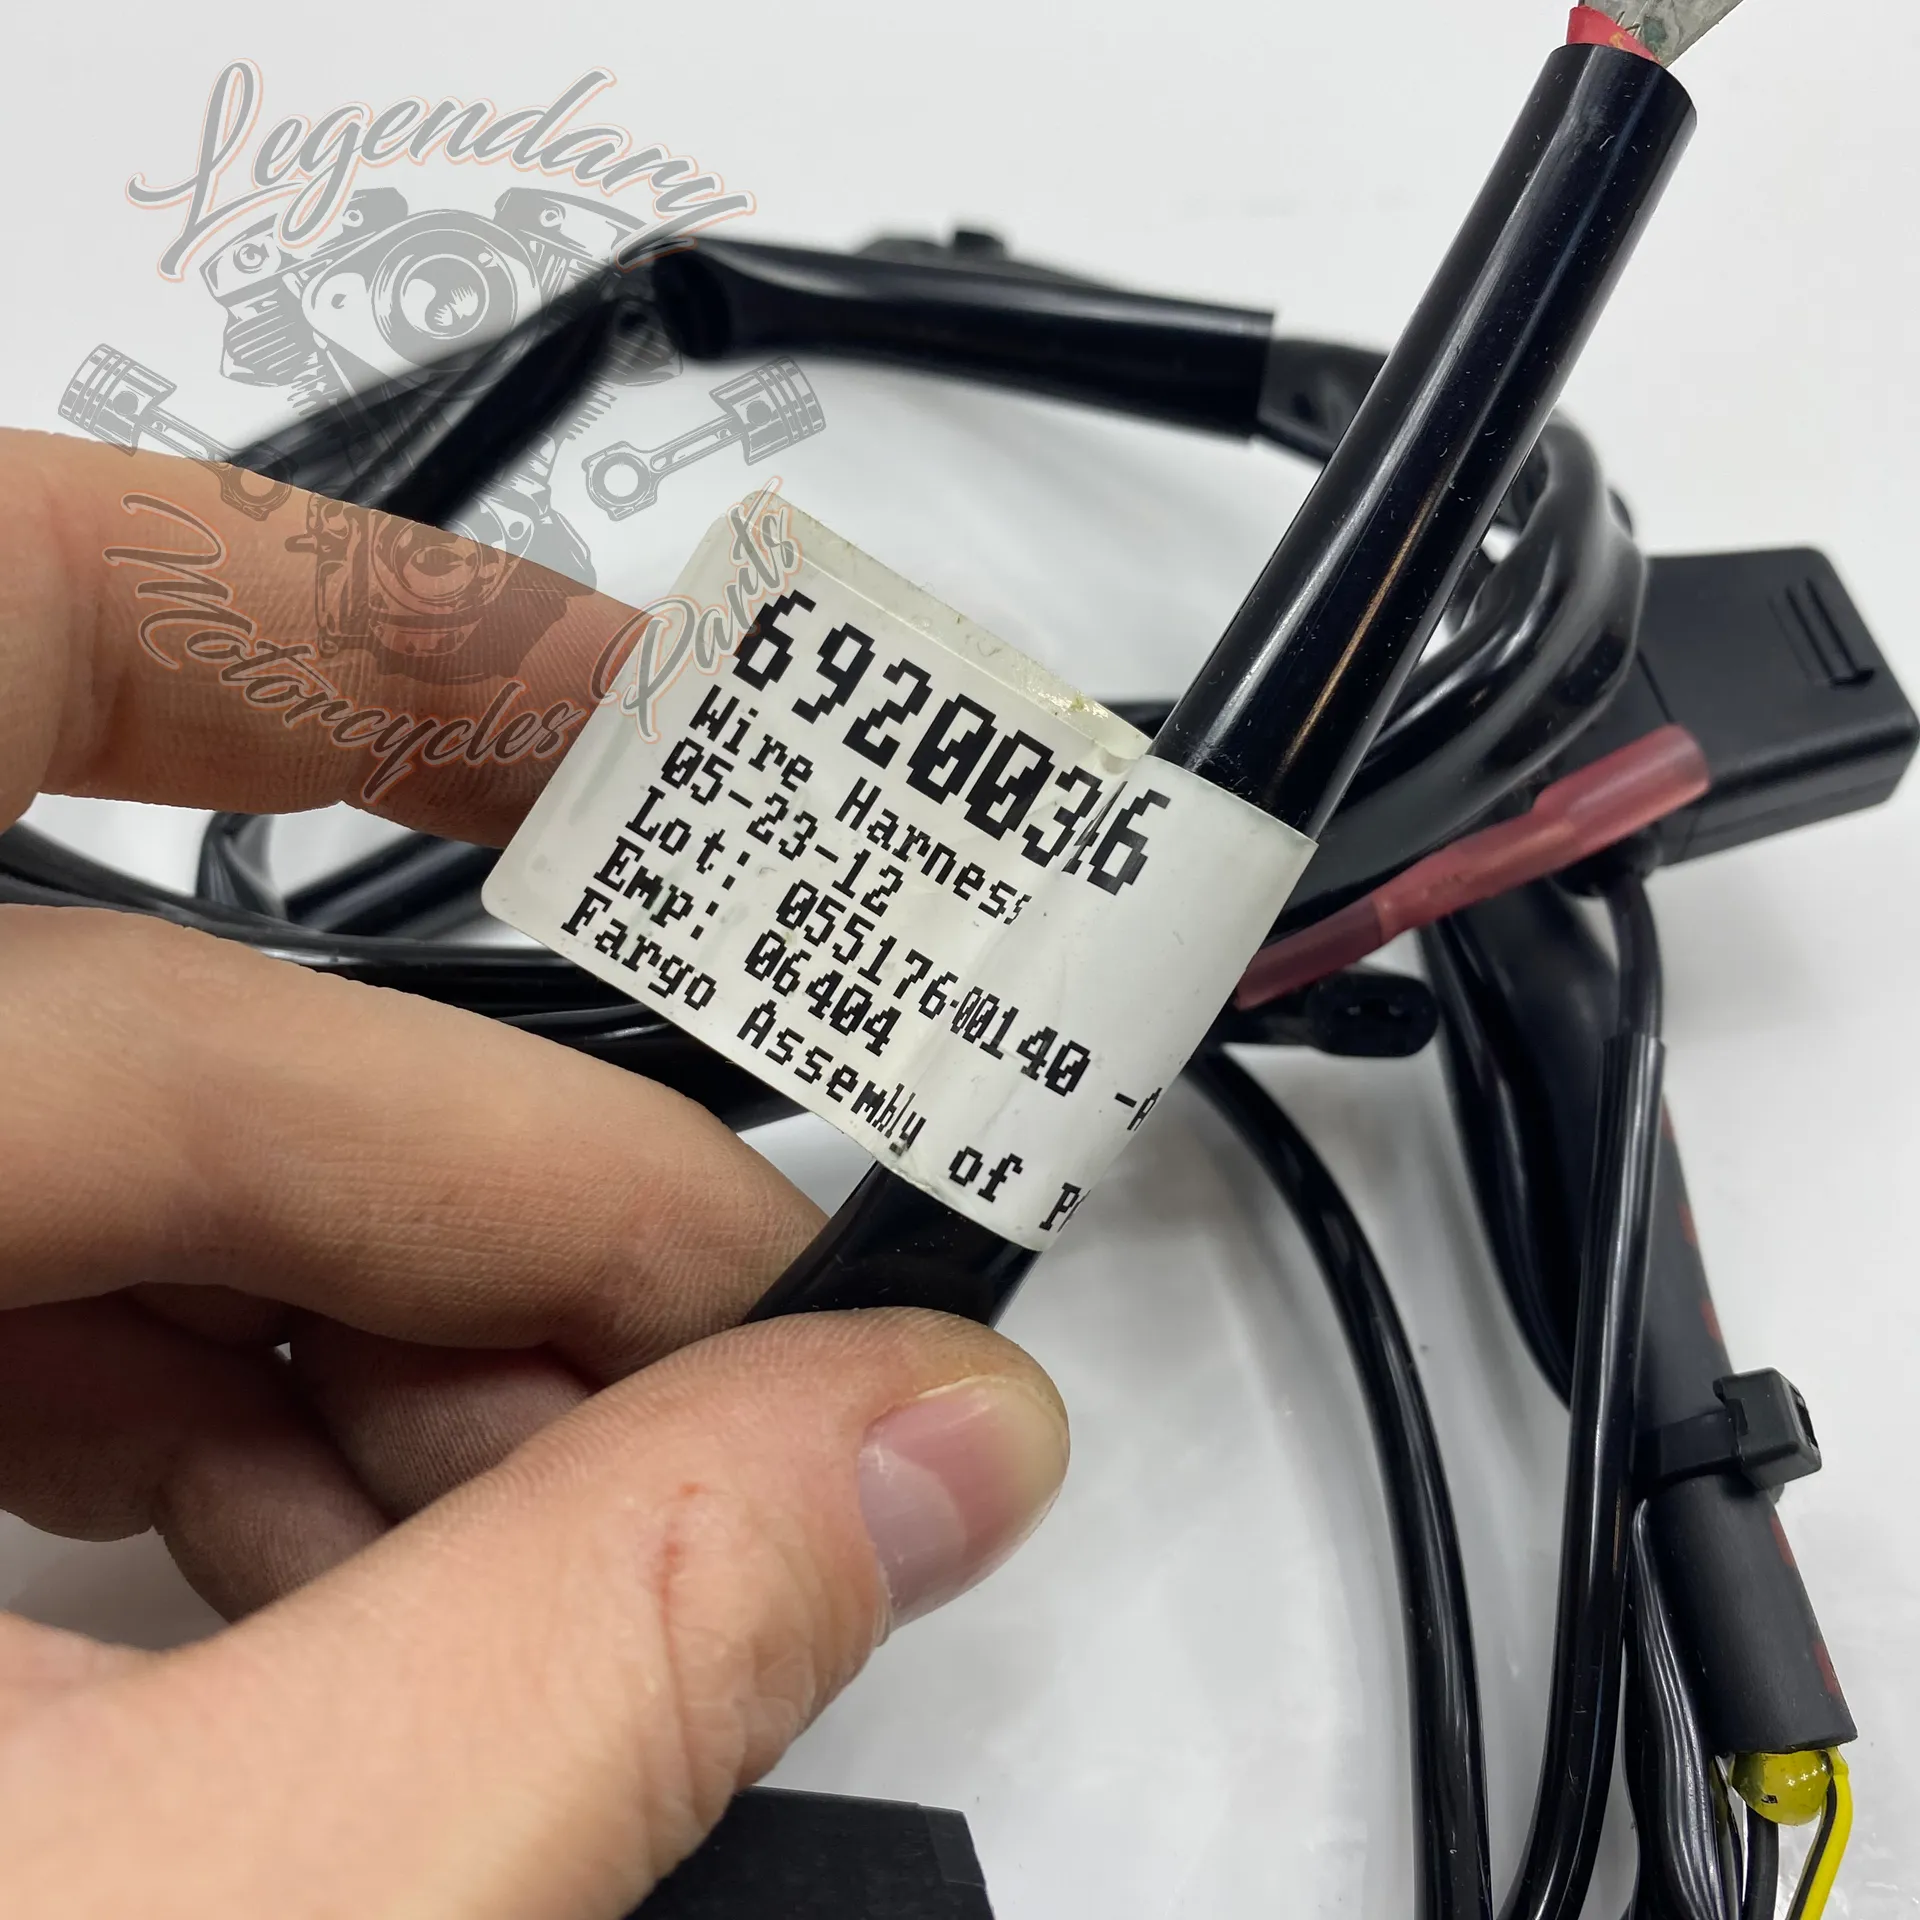 Legendary
Motorcycles Parts
69200346
Wire Harness
05-23-12
Lot: 055176-00140 -A
Emp: 06404
Fargo Assembly of